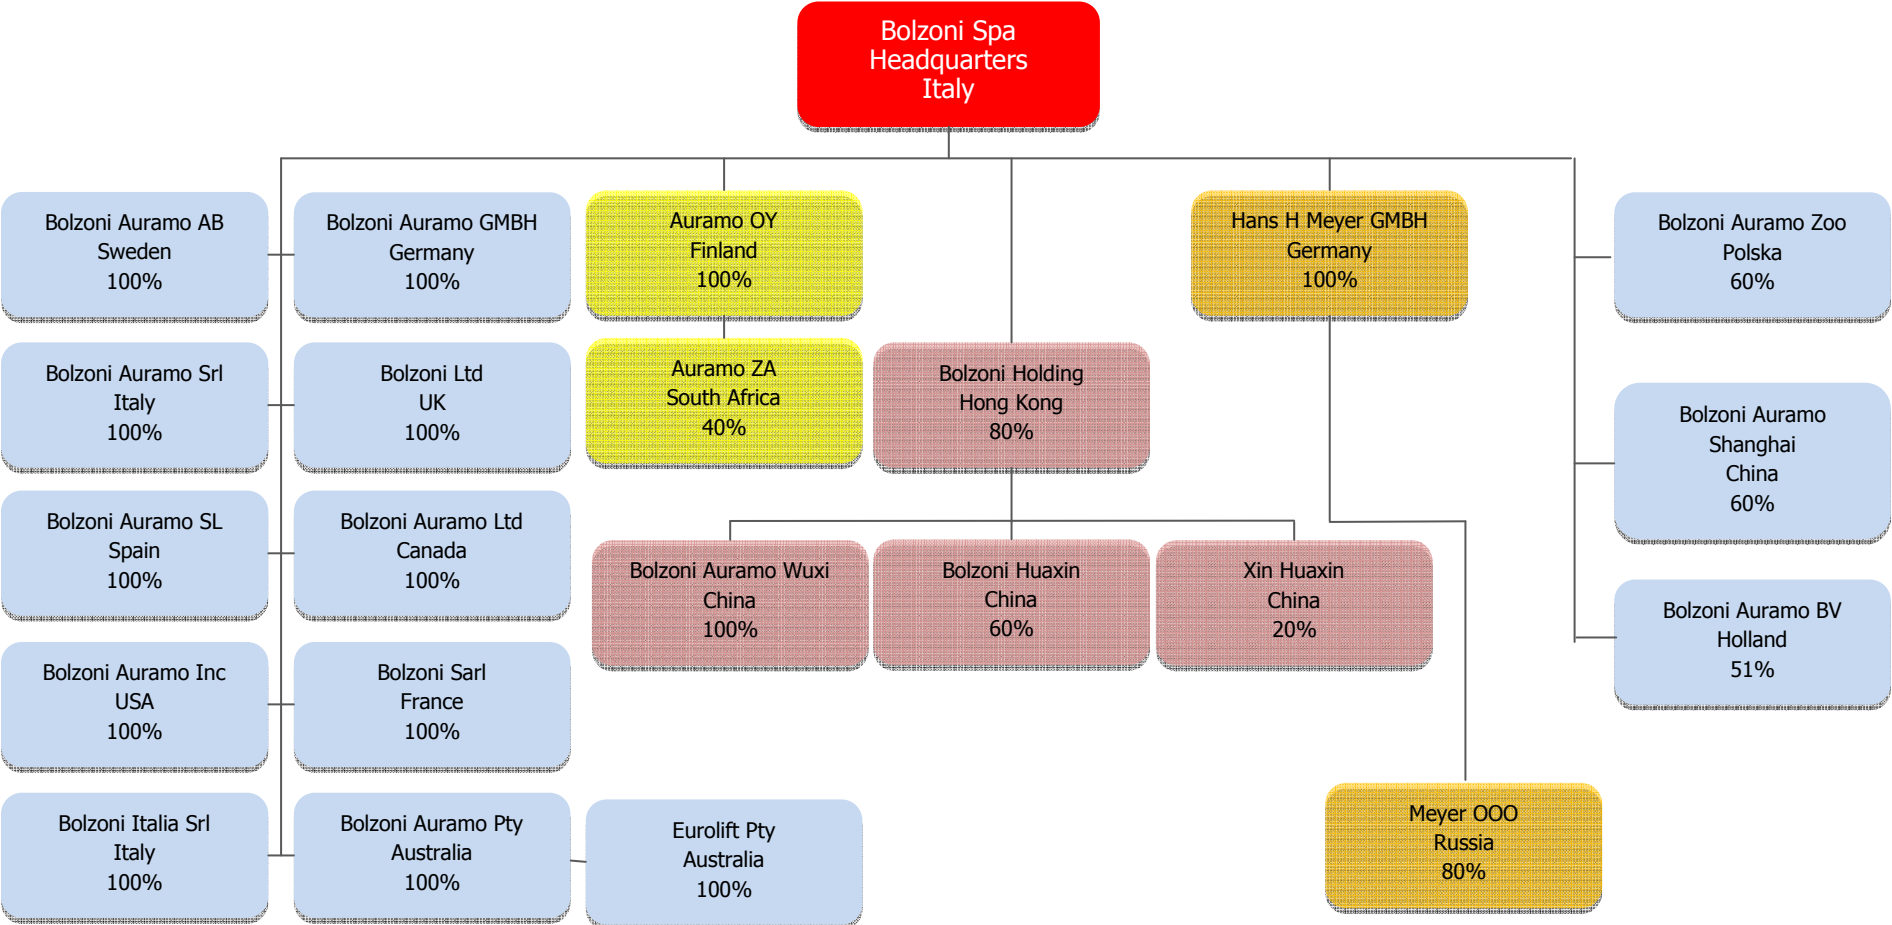 Bolzoni Spa
Headquarters
Italy
Bolzoni Auramo AB
Sweden
100%
Bolzoni Auramo GMBH
Germany
100%
Auramo OY
Finland
100%
Hans H Meyer GMBH
Germany
100%
Bolzoni Auramo Zoo
Polska
60%
Bolzoni Auramo Srl
Italy
100%
Bolzoni Ltd
UK
100%
Auramo ZA
South Africa
40%
Bolzoni Holding
Hong Kong
80%
Bolzoni Auramo
Shanghai
China
60%
Bolzoni Auramo SL
Spain
100%
Bolzoni Auramo Ltd
Canada
100%
Bolzoni Auramo Wuxi
China
100%
Bolzoni Huaxin
China
60%
Xin Huaxin
China
20%
Bolzoni Auramo BV
Holland
51%
Bolzoni Auramo Inc
USA
100%
Bolzoni Sarl
France
100%
Bolzoni Italia Srl
Italy
100%
Bolzoni Auramo Pty
Australia
100%
Eurolift Pty
Australia
100%
Meyer OOO
Russia
80%